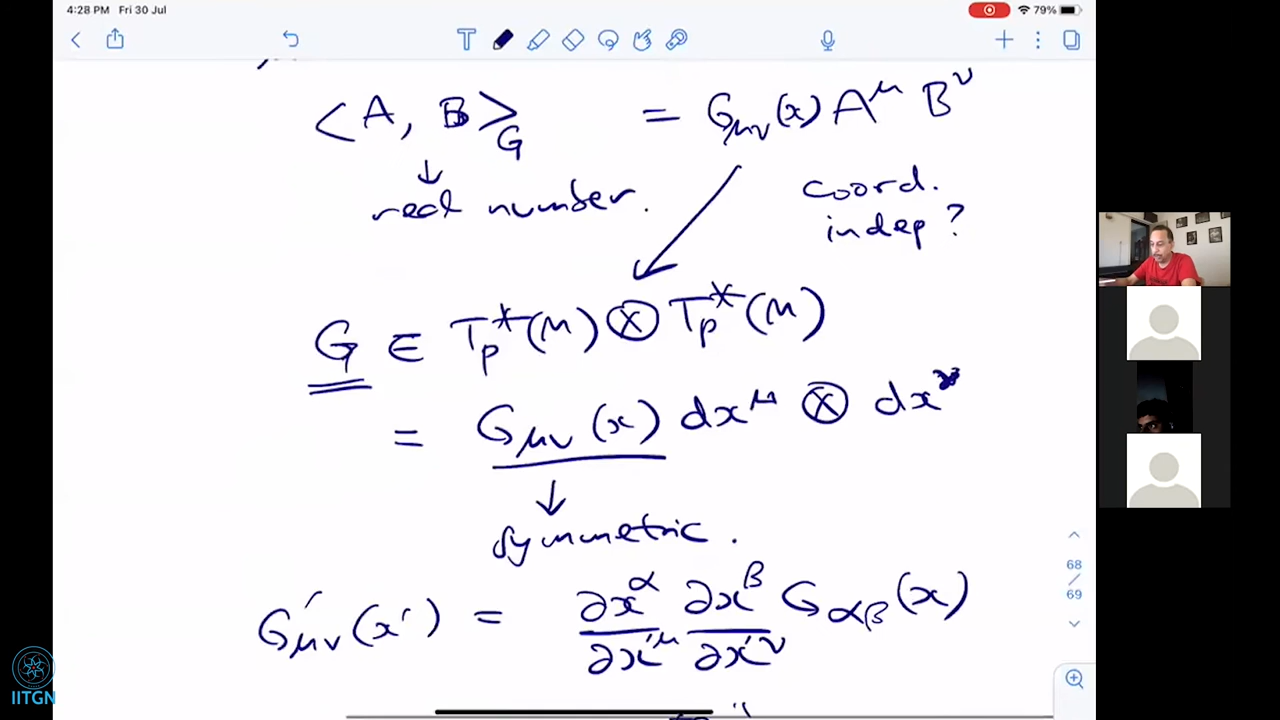 4:28 PM Fri 30 Jul
79%
T
< A, B >_G = G_μν(x) A^μ B^ν
↓
real number.
coord.
indep ?
G ∈ T_p^*(M) ⊗ T_p^*(M)
= G_μν (x) dx^μ ⊗ dx^ν
↓
symmetric.
G'_μν (x') = ∂x^α/∂x'^μ ∂x^β/∂x'^ν G_αβ (x)
68
/
69
IITGN